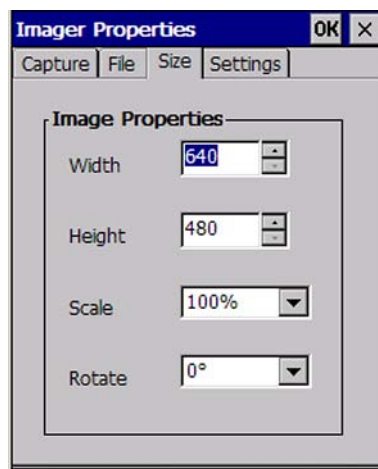 Imager Properties OK ×
Capture File Size Settings
Image Properties
Width 640
Height 480
Scale 100%
Rotate 0°